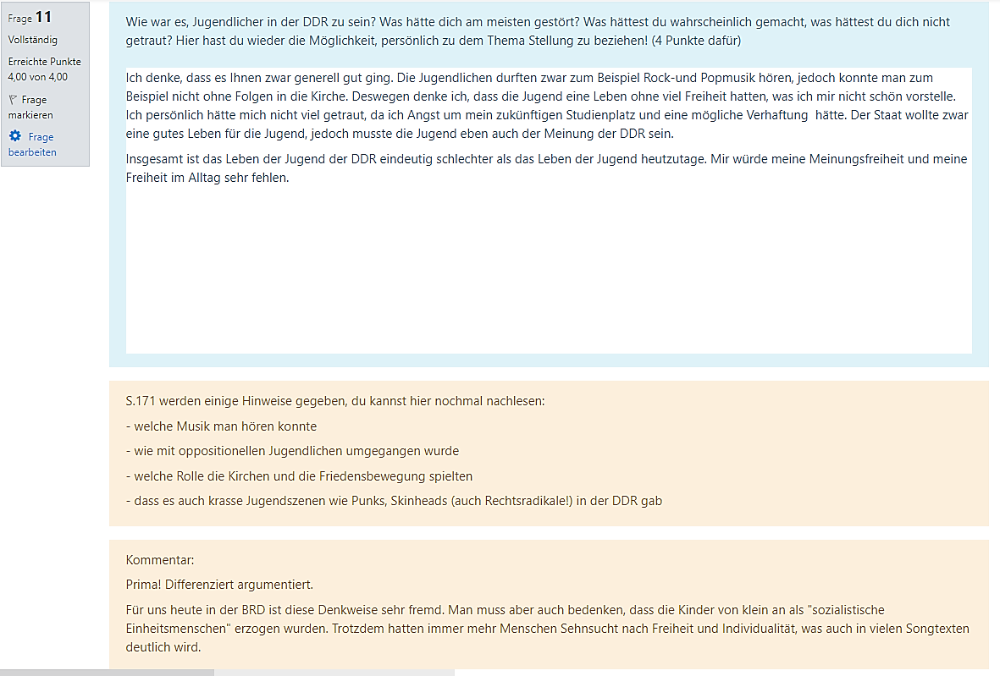 Frage 11
Vollständig
Erreichte Punkte
4,00 von 4,00
Frage
markieren
Frage
bearbeiten
Wie war es, Jugendlicher in der DDR zu sein? Was hätte dich am meisten gestört? Was hättest du wahrscheinlich gemacht, was hättest du dich nicht
getraut? Hier hast du wieder die Möglichkeit, persönlich zu dem Thema Stellung zu beziehen! (4 Punkte dafür)
Ich denke, dass es Ihnen zwar generell gut ging. Die Jugendlichen durften zwar zum Beispiel Rock-und Popmusik hören, jedoch konnte man zum
Beispiel nicht ohne Folgen in die Kirche. Deswegen denke ich, dass die Jugend eine Leben ohne viel Freiheit hatten, was ich mir nicht schön vorstelle.
Ich persönlich hätte mich nicht viel getraut, da ich Angst um mein zukünftigen Studienplatz und eine mögliche Verhaftung  hätte. Der Staat wollte zwar
eine gutes Leben für die Jugend, jedoch musste die Jugend eben auch der Meinung der DDR sein.
Insgesamt ist das Leben der Jugend der DDR eindeutig schlechter als das Leben der Jugend heutzutage. Mir würde meine Meinungsfreiheit und meine
Freiheit im Alltag sehr fehlen.
S.171 werden einige Hinweise gegeben, du kannst hier nochmal nachlesen:
- welche Musik man hören konnte
- wie mit oppositionellen Jugendlichen umgegangen wurde
- welche Rolle die Kirchen und die Friedensbewegung spielten
- dass es auch krasse Jugendszenen wie Punks, Skinheads (auch Rechtsradikale!) in der DDR gab
Kommentar:
Prima! Differenziert argumentiert.
Für uns heute in der BRD ist diese Denkweise sehr fremd. Man muss aber auch bedenken, dass die Kinder von klein an als "sozialistische
Einheitsmenschen" erzogen wurden. Trotzdem hatten immer mehr Menschen Sehnsucht nach Freiheit und Individualität, was auch in vielen Songtexten
deutlich wird.